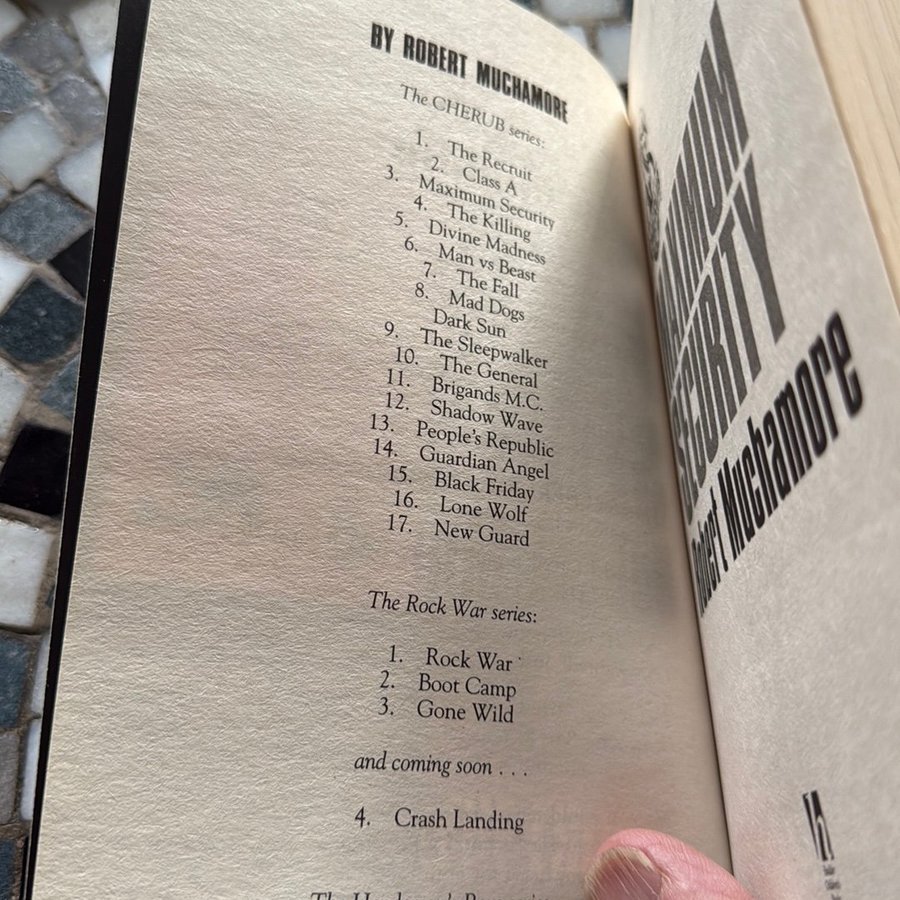 BY ROBERT MUCHAMORE
The CHERUB series:
1. The Recruit
2. Class A
3. Maximum Security
4. The Killing
5. Divine Madness
6. Man vs Beast
7. The Fall
8. Mad Dogs
Dark Sun
9. The Sleepwalker
10. The General
11. Brigands M.C.
12. Shadow Wave
13. People's Republic
14. Guardian Angel
15. Black Friday
16. Lone Wolf
17. New Guard
The Rock War series:
1. Rock War
2. Boot Camp
3. Gone Wild
and coming soon . . .
4. Crash Landing
The
MAXIMUM
SECURITY
Robert Muchamore
h